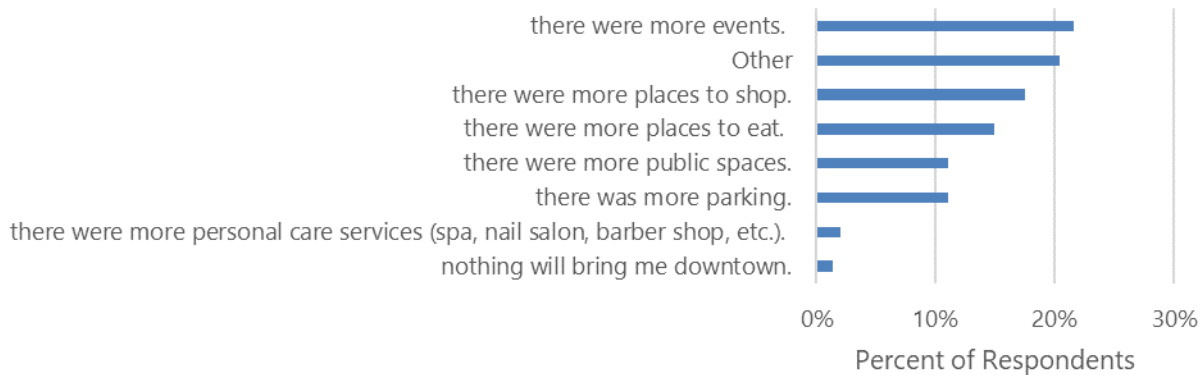 there were more events.
Other
there were more places to shop.
there were more places to eat.
there were more public spaces.
there was more parking.
there were more personal care services (spa, nail salon, barber shop, etc.).
nothing will bring me downtown.
0% 10% 20% 30%
Percent of Respondents